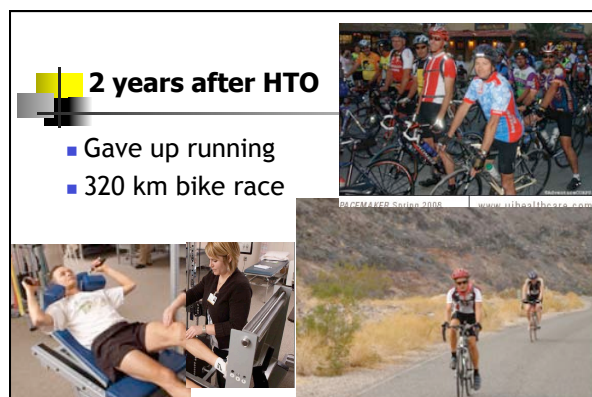 2 years after HTO
Gave up running
320 km bike race
PACEMAKER Spring 2008
www.uihealthcare.com